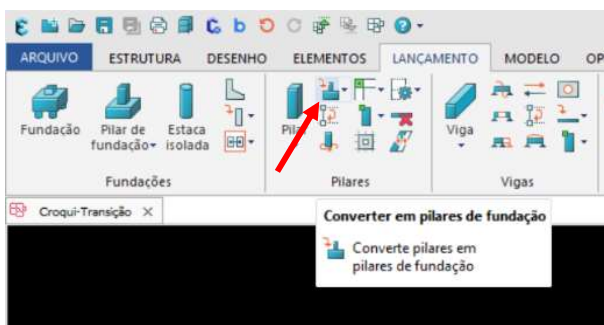 ARQUIVO ESTRUTURA DESENHO ELEMENTOS LANÇAMENTO MODELO OP
Fundação Pilar de fundação Estaca isolada Pilar Viga
Fundações Pilares Vigas
Croqui-Transição
Converter em pilares de fundação
Converte pilares em
pilares de fundação